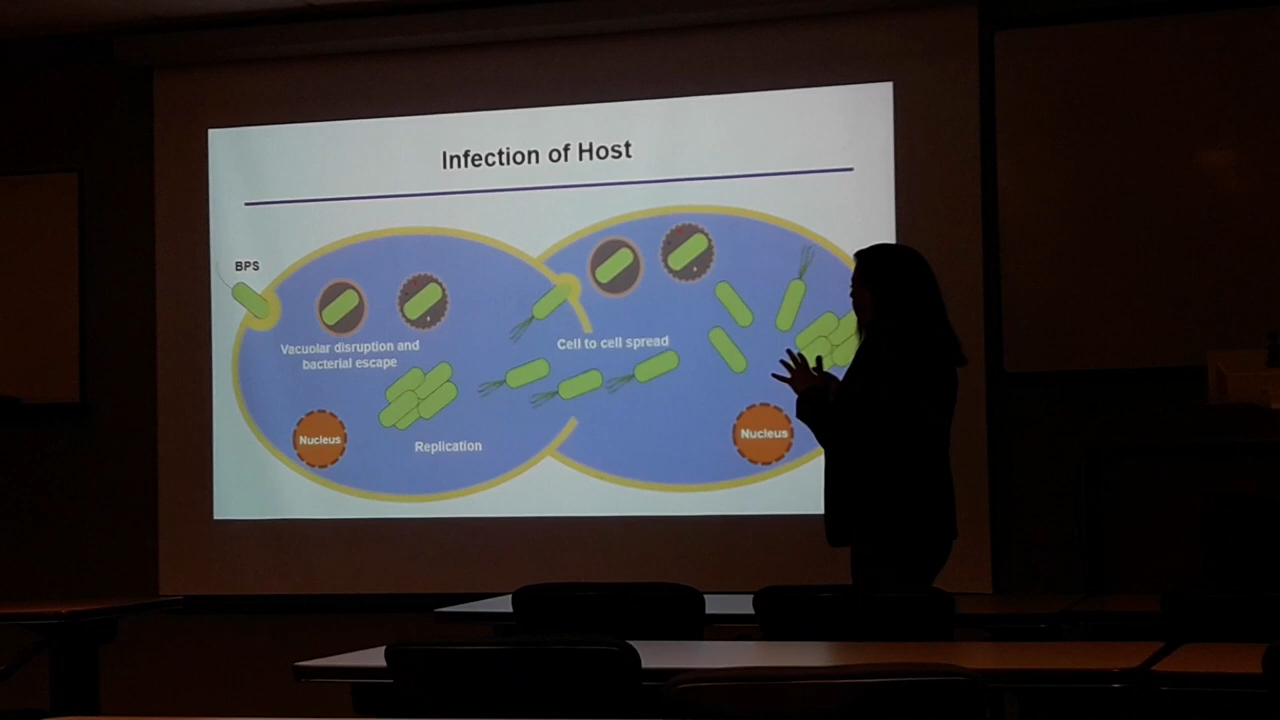 Infection of Host
BPS
Vacuolar disruption and
bacterial escape
Cell to cell spread
Nucleus
Replication
Nucleus